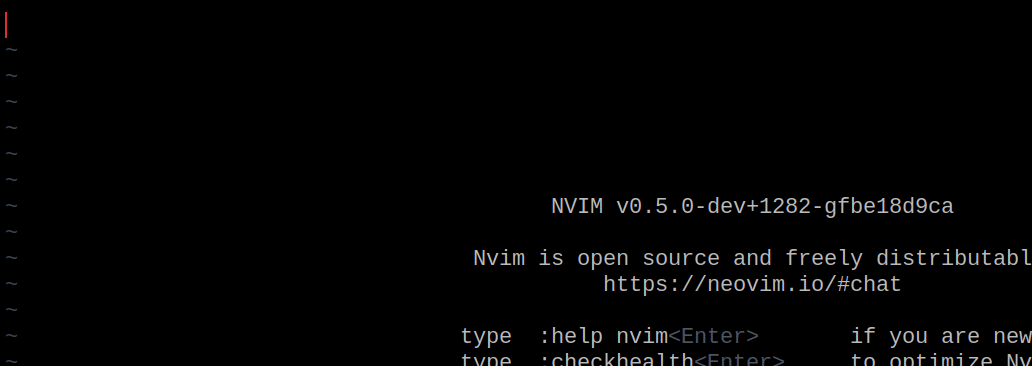 ~
~
~
~
~
~
~ NVIM v0.5.0-dev+1282-gfbe18d9ca
~
~ Nvim is open source and freely distributabl
~ https://neovim.io/#chat
~
~ type :help nvim<Enter> if you are new
~ type :checkhealth<Enter> to optimize Nv